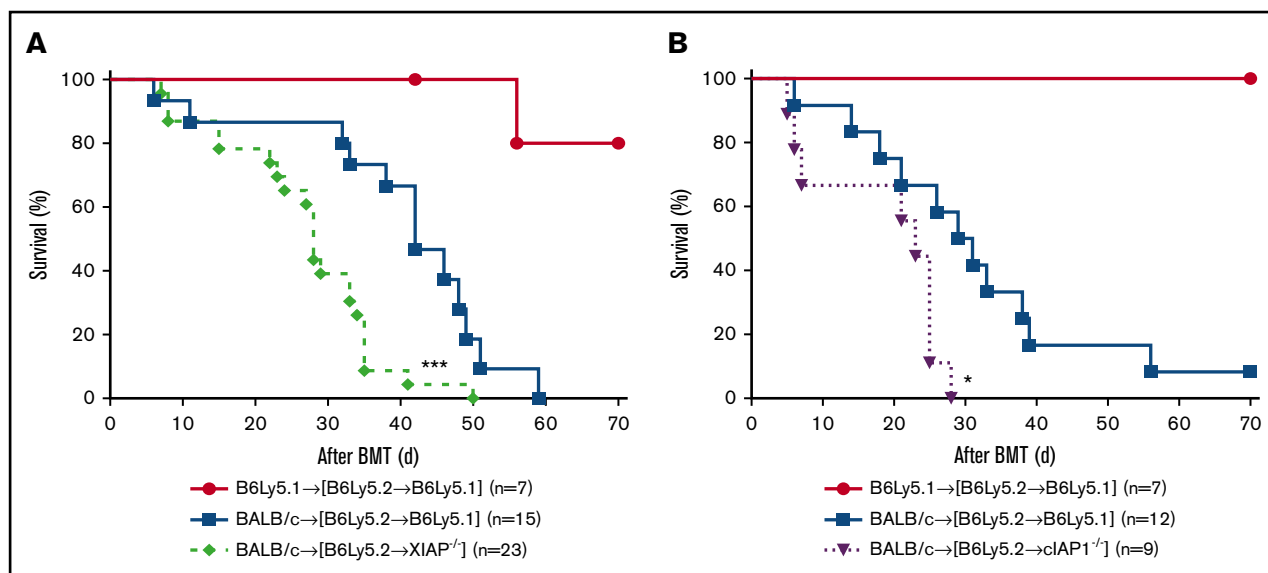 A
100
80
60
40
20
0
Survival (%)
***
0 10 20 30 40 50 60 70
After BMT (d)
B6Ly5.1→[B6Ly5.2→B6Ly5.1] (n=7)
BALB/c→[B6Ly5.2→B6Ly5.1] (n=15)
BALB/c→[B6Ly5.2→XIAP-/-] (n=23)
B
100
80
60
40
20
0
Survival (%)
*
0 10 20 30 40 50 60 70
After BMT (d)
B6Ly5.1→[B6Ly5.2→B6Ly5.1] (n=7)
BALB/c→[B6Ly5.2→B6Ly5.1] (n=12)
BALB/c→[B6Ly5.2→cIAP1-/-] (n=9)